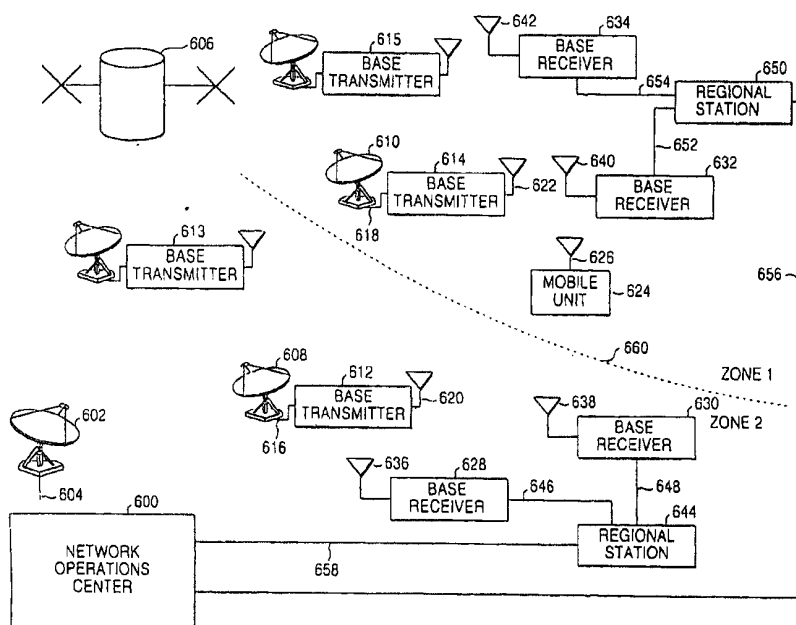 606
615
BASE
TRANSMITTER
642
634
BASE
RECEIVER
654
650
REGIONAL
STATION
610
614
BASE
TRANSMITTER
618
622
640
652
632
BASE
RECEIVER
613
BASE
TRANSMITTER
626
MOBILE
UNIT
624
656
660
ZONE 1
ZONE 2
608
612
BASE
TRANSMITTER
616
620
638
630
BASE
RECEIVER
602
604
636
628
BASE
RECEIVER
646
648
644
REGIONAL
STATION
600
NETWORK
OPERATIONS
CENTER
658